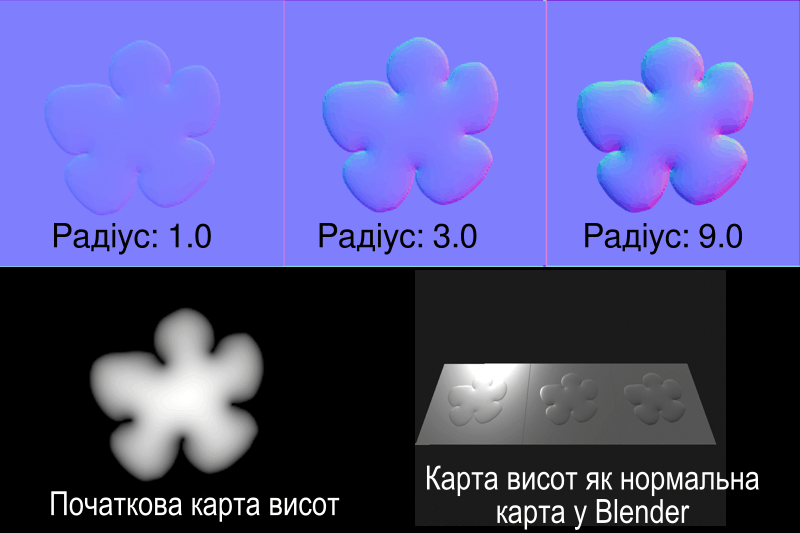 Радіус: 1.0
Радіус: 3.0
Радіус: 9.0
Початкова карта висот
Карта висот як нормальна
карта у Blender